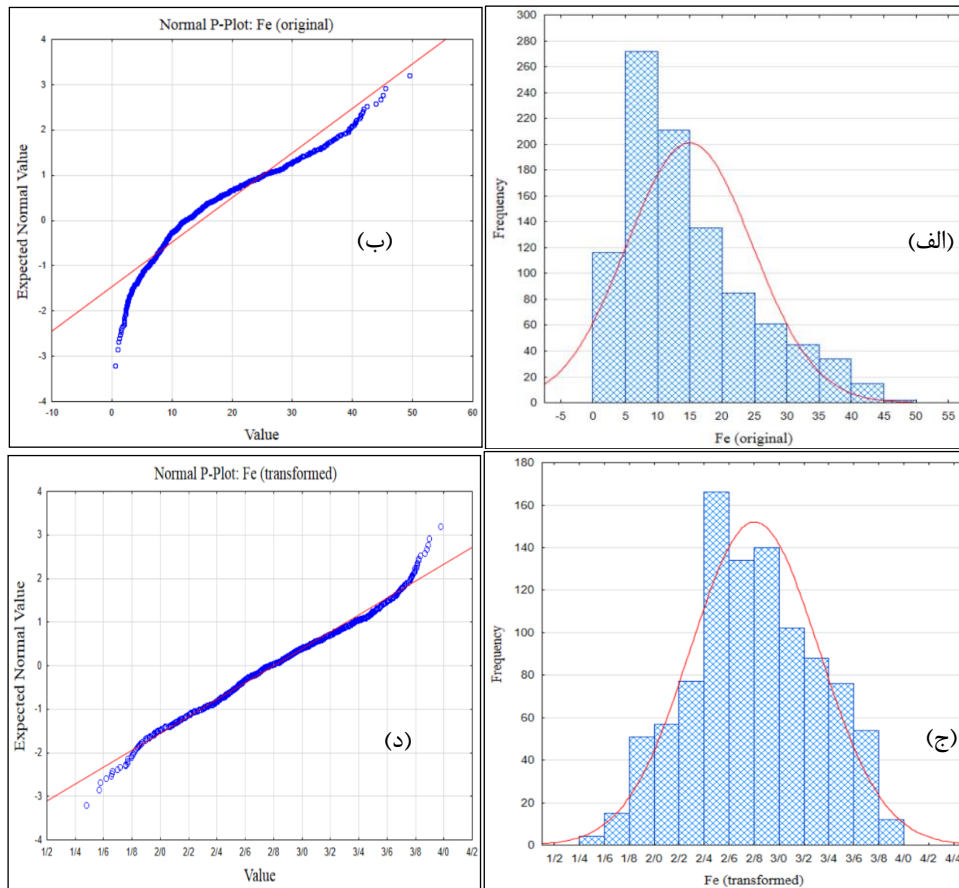 Normal P-Plot: Fe (original)
Expected Normal Value
4
3
2
1
0
-1
-2
-3
-4
(ب)
-10 0 10 20 30 40 50 60
Value
300
280
260
240
220
200
180
160
140
120
100
80
60
40
20
0
Frequency
(الف)
-5 0 5 10 15 20 25 30 35 40 45 50 55
Fe (original)
Normal P-Plot: Fe (transformed)
Expected Normal Value
4
3
2
1
0
-1
-2
-3
-4
(د)
1/2 1/4 1/6 1/8 2/0 2/2 2/4 2/6 2/8 3/0 3/2 3/4 3/6 3/8 4/0 4/2
Value
180
160
140
120
100
80
60
40
20
0
Frequency
(ج)
1/2 1/4 1/6 1/8 2/0 2/2 2/4 2/6 2/8 3/0 3/2 3/4 3/6 3/8 4/0 4/2 4/4
Fe (transformed)